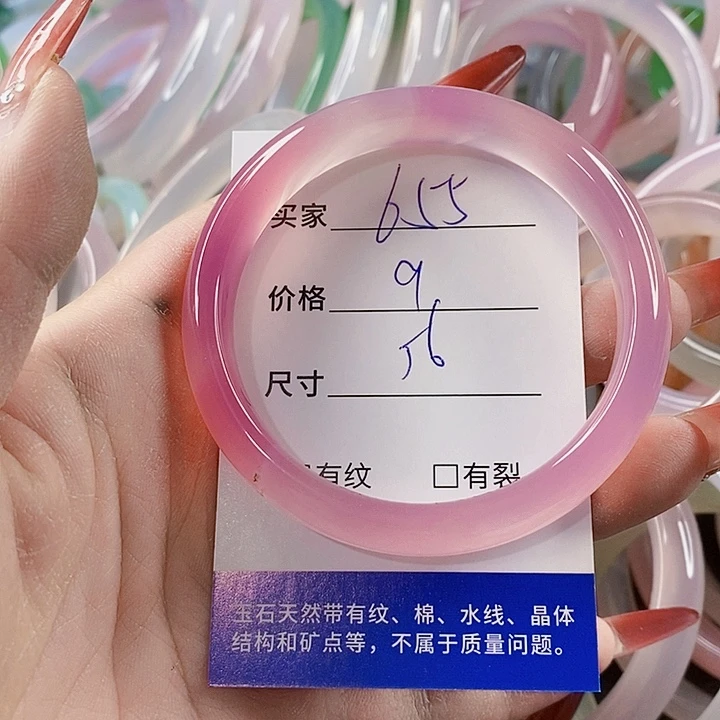 买家 655
价格 9
尺寸 56
有纹 □有裂
玉石天然带有纹、棉、水线、晶体
结构和矿点等，不属于质量问题。